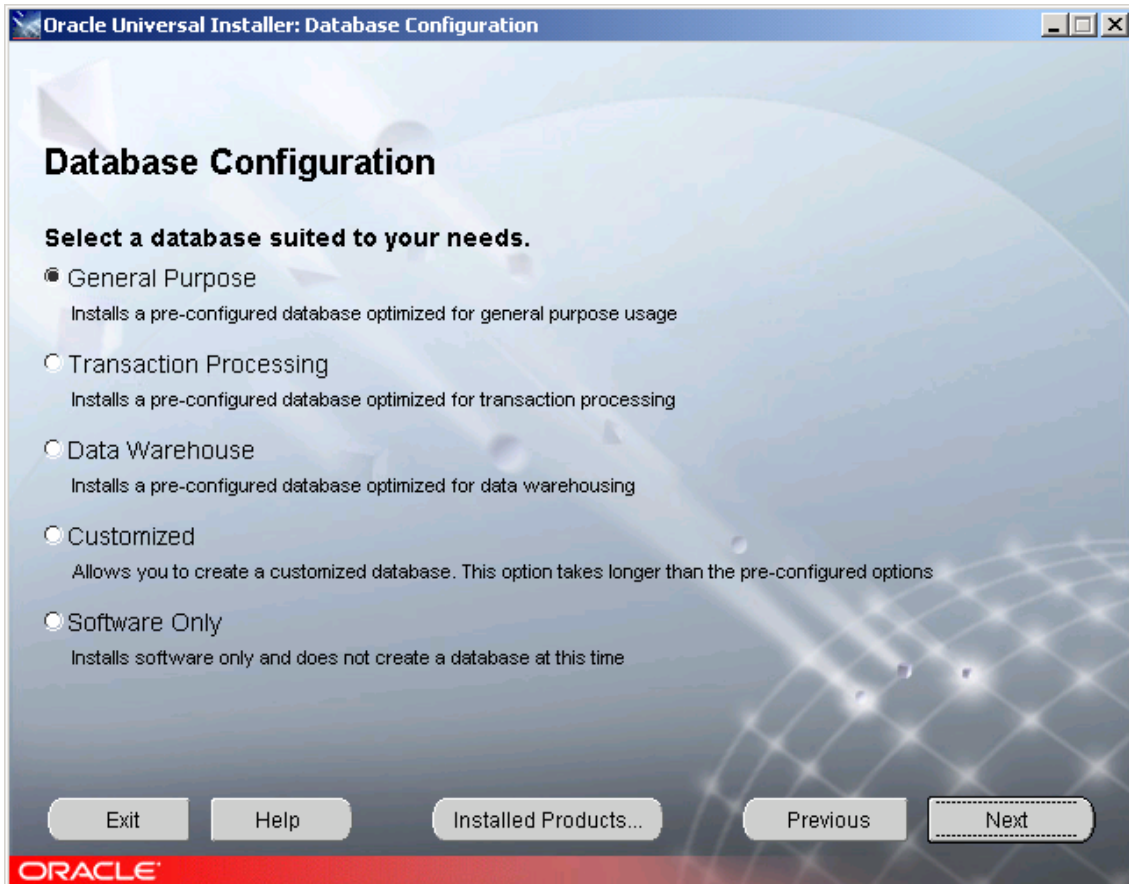 Oracle Universal Installer: Database Configuration
Database Configuration
Select a database suited to your needs.
General Purpose
Installs a pre-configured database optimized for general purpose usage
Transaction Processing
Installs a pre-configured database optimized for transaction processing
Data Warehouse
Installs a pre-configured database optimized for data warehousing
Customized
Allows you to create a customized database. This option takes longer than the pre-configured options
Software Only
Installs software only and does not create a database at this time
Exit Help Installed Products... Previous Next
ORACLE